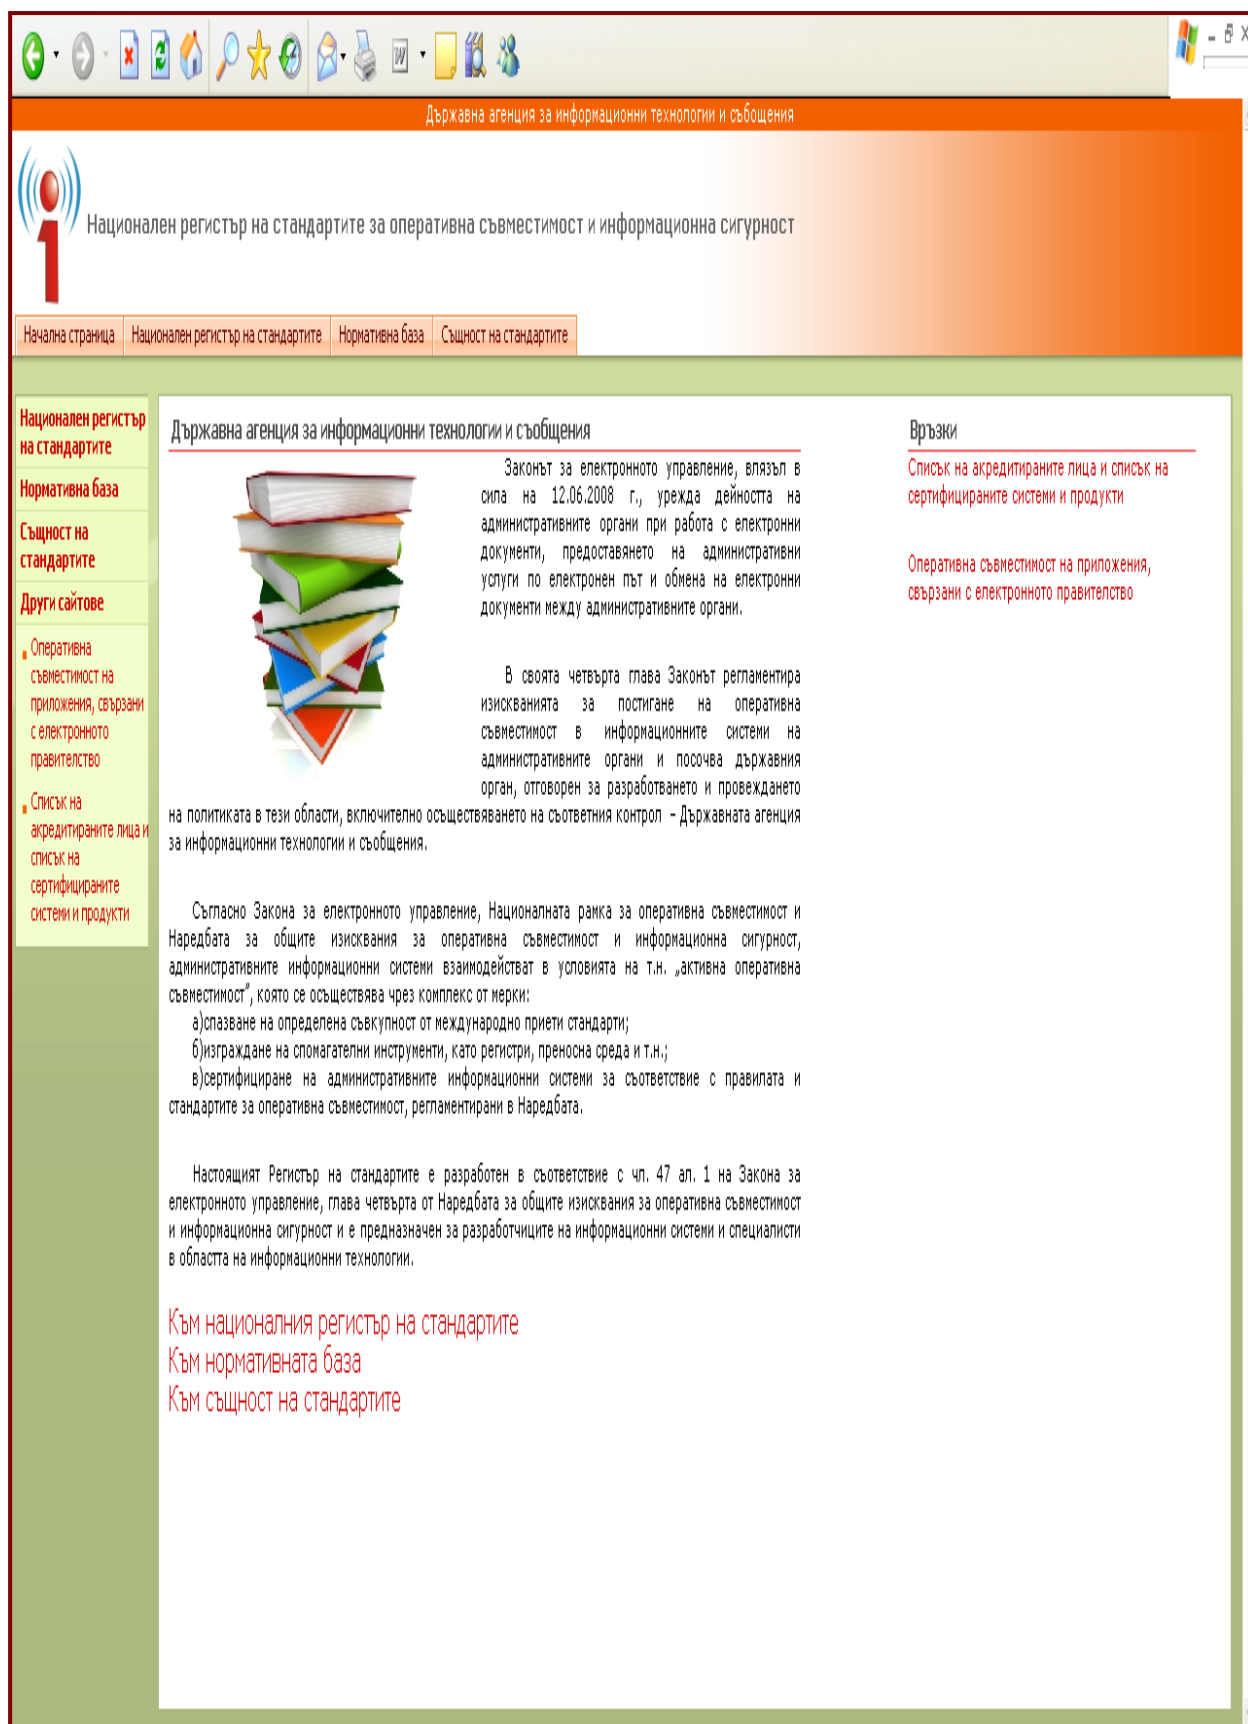 Държавна агенция за информационни технологии и събощения
Национален регистър на стандартите за оперативна съвместимост и информационна сигурност
Начална страница Национален регистър на стандартите Нормативна база Същност на стандартите
Национален регистър
на стандартите
Нормативна база
Същност на
стандартите
Други сайтове
Оперативна
съвместимост на
приложения, свързани
с електронното
правителство
Списък на
акредитираните лица и
списък на
сертифицираните
системи и продукти
Държавна агенция за информационни технологии и съобщения
Законът за електронното управление, влязъл в
сила на 12.06.2008 г., урежда дейността на
административните органи при работа с електронни
документи, предоставянето на административни
услуги по електронен път и обмена на електронни
документи между административните органи.
В своята четвърта глава Законът регламентира
изискванията за постигане на оперативна
съвместимост в информационните системи на
административните органи и посочва държавния
орган, отговорен за разработването и провеждането
на политиката в тези области, включително осъществяването на съответния контрол – Държавната агенция
за информационни технологии и съобщения.
Съгласно Закона за електронното управление, Националната рамка за оперативна съвместимост и
Наредбата за общите изисквания за оперативна съвместимост и информационна сигурност,
административните информационни системи взаимодействат в условията на т.н. „активна оперативна
съвместимост”, която се осъществява чрез комплекс от мерки:
а)спазване на определена съвкупност от международно приети стандарти;
б)изграждане на спомагателни инструменти, като регистри, преносна среда и т.н.;
в)сертифициране на административните информационни системи за съответствие с правилата и
стандартите за оперативна съвместимост, регламентирани в Наредбата.
Настоящият Регистър на стандартите е разработен в съответствие с чл. 47 ал. 1 на Закона за
електронното управление, глава четвърта от Наредбата за общите изисквания за оперативна съвместимост
и информационна сигурност и е предназначен за разработчиците на информационни системи и специалисти
в областта на информационни технологии.
Към националния регистър на стандартите
Към нормативната база
Към същност на стандартите
Връзки
Списък на акредитираните лица и списък на
сертифицираните системи и продукти
Оперативна съвместимост на приложения,
свързани с електронното правителство